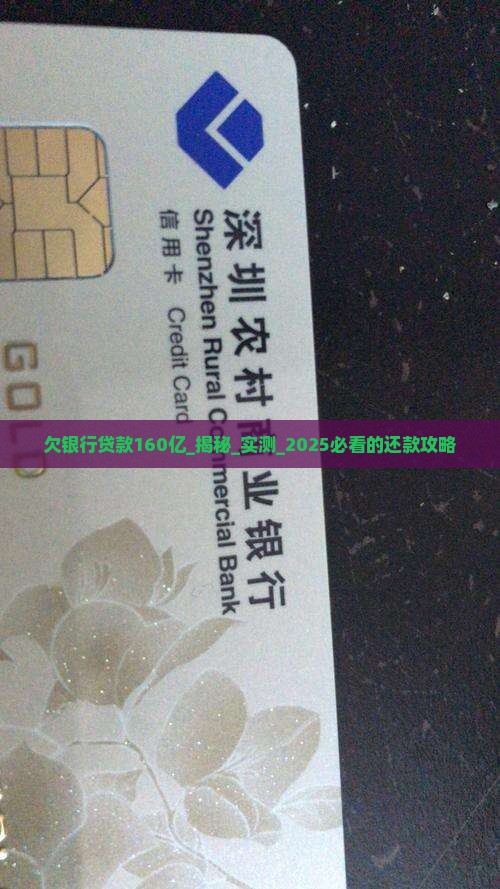 深圳农村商业银行
Shenzhen Rural Commercial Bank
信用卡 Credit Card
GOLD
欠银行贷款160亿_揭秘_实测_2025必看的还款攻略